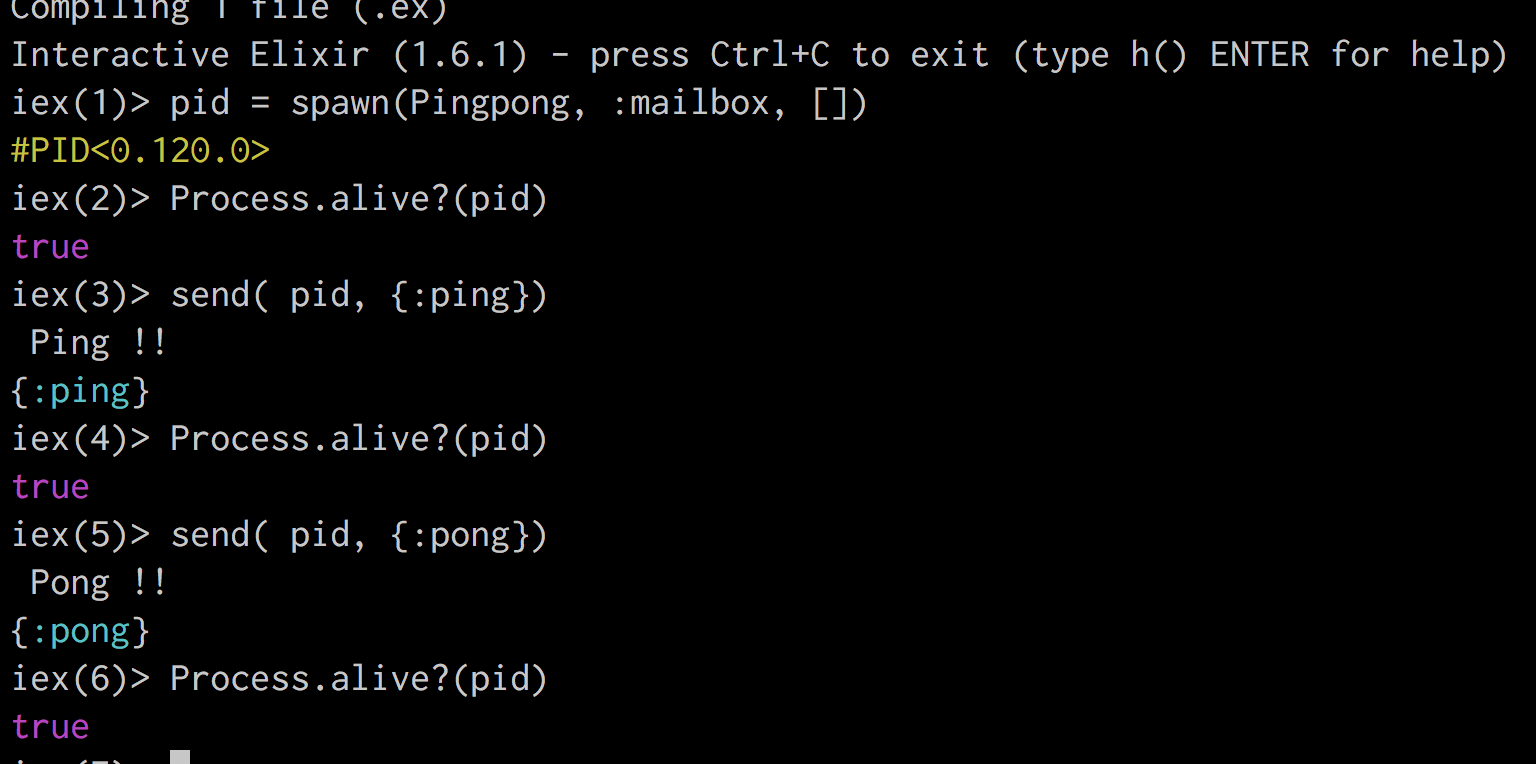 Compiling 1 file (.ex)
Interactive Elixir (1.6.1) - press Ctrl+C to exit (type h() ENTER for help)
iex(1)> pid = spawn(Pingpong, :mailbox, [])
#PID<0.120.0>
iex(2)> Process.alive?(pid)
true
iex(3)> send( pid, {:ping})
 Ping !!
{:ping}
iex(4)> Process.alive?(pid)
true
iex(5)> send( pid, {:pong})
 Pong !!
{:pong}
iex(6)> Process.alive?(pid)
true